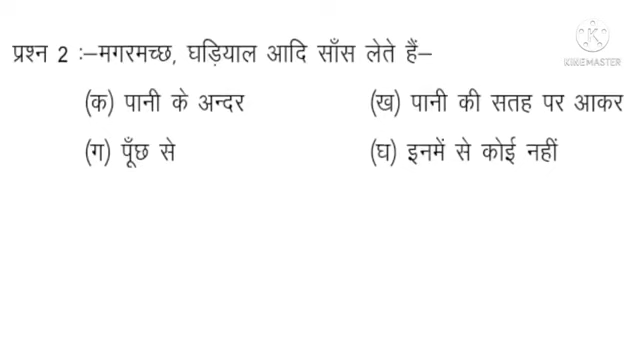 प्रश्न 2 :–मगरमच्छ, घड़ियाल आदि साँस लेते हैं–
(क) पानी के अन्दर (ख) पानी की सतह पर आकर
(ग) पूँछ से (घ) इनमें से कोई नहीं
KINEMASTER